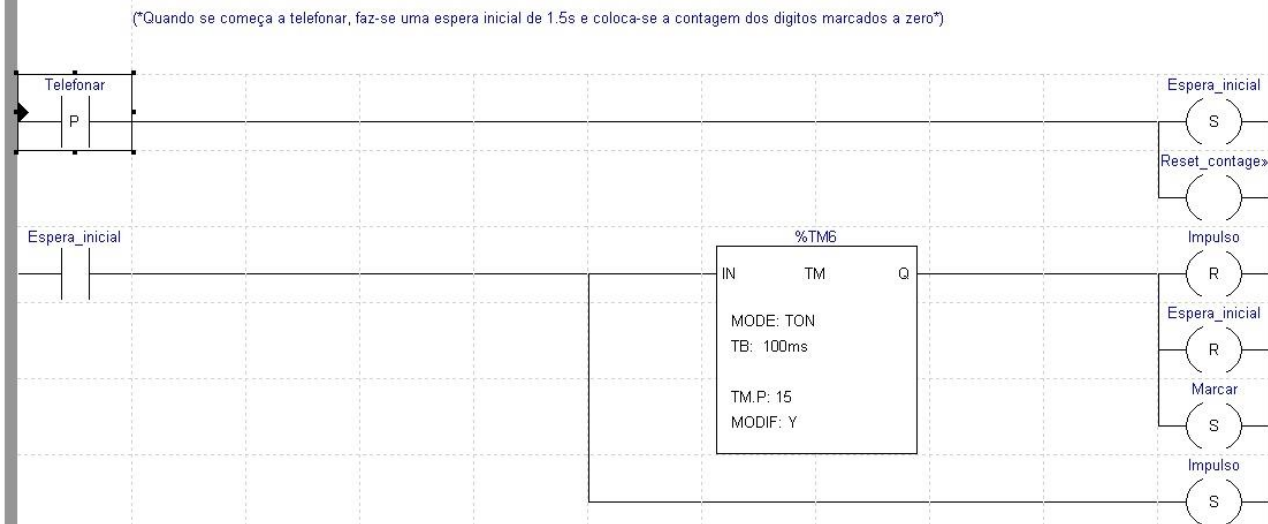 (*Quando se começa a telefonar, faz-se uma espera inicial de 1.5s e coloca-se a contagem dos digitos marcados a zero*)
Telefonar
P
Espera_inicial
S
Reset_contage»
Espera_inicial
%TM6
Impulso
IN TM Q
R
MODE: TON
TB: 100ms
Espera_inicial
R
TM.P: 15
MODIF: Y
Marcar
S
Impulso
S